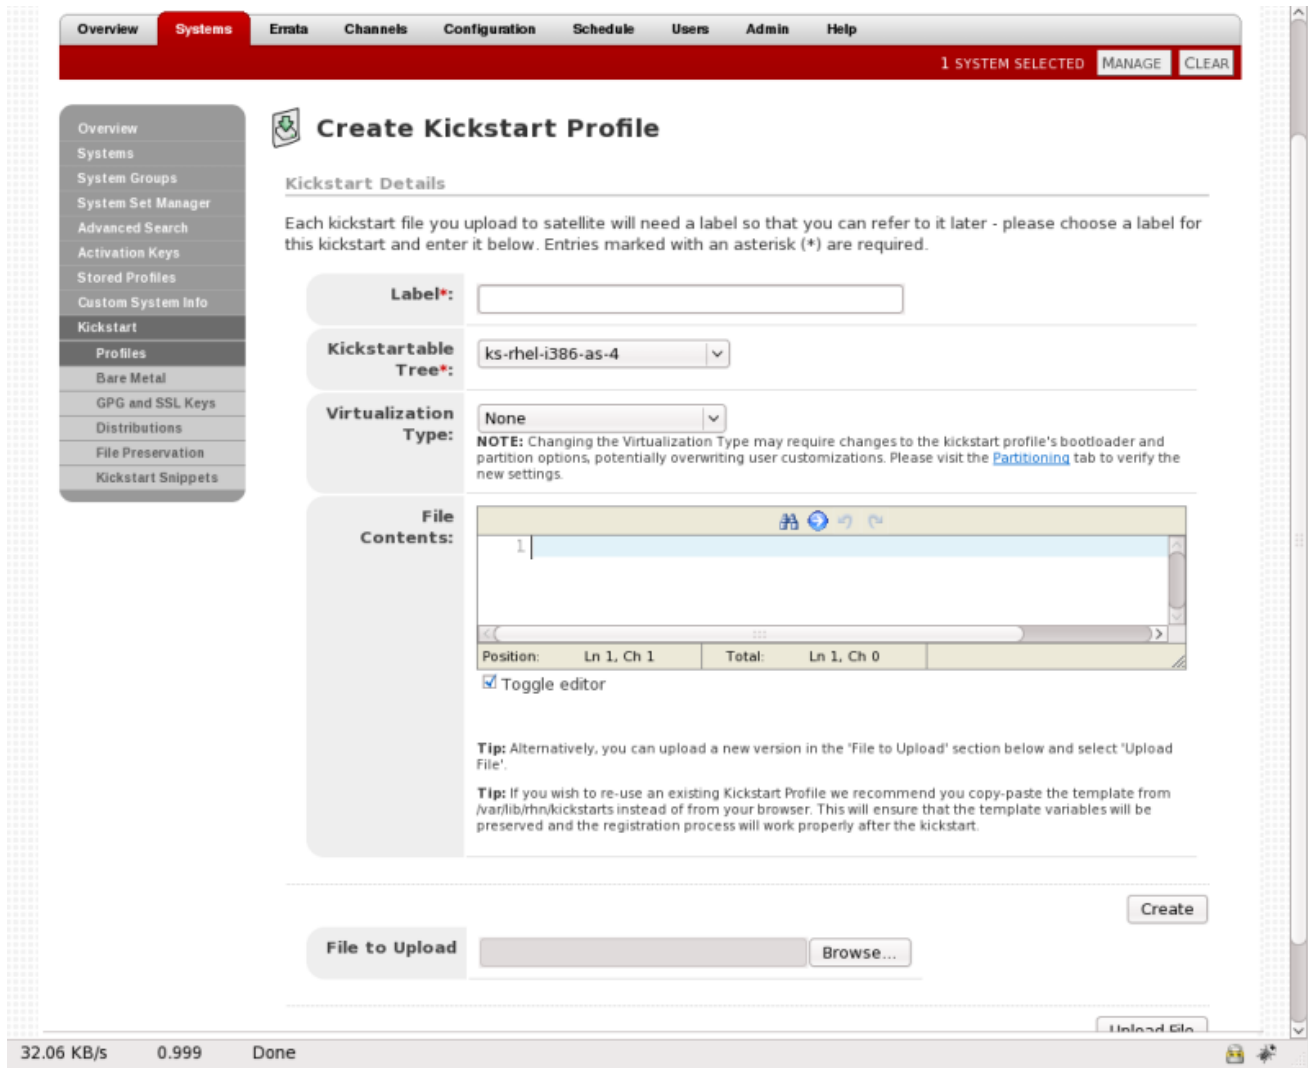 Overview Systems Errata Channels Configuration Schedule Users Admin Help
1 SYSTEM SELECTED MANAGE CLEAR
Overview
Systems
System Groups
System Set Manager
Advanced Search
Activation Keys
Stored Profiles
Custom System Info
Kickstart
Profiles
Bare Metal
GPG and SSL Keys
Distributions
File Preservation
Kickstart Snippets
Create Kickstart Profile
Kickstart Details
Each kickstart file you upload to satellite will need a label so that you can refer to it later - please choose a label for
this kickstart and enter it below. Entries marked with an asterisk (*) are required.
Label*:
Kickstartable
Tree*:
ks-rhel-i386-as-4
Virtualization
Type:
None
NOTE: Changing the Virtualization Type may require changes to the kickstart profile's bootloader and
partition options, potentially overwriting user customizations. Please visit the Partitioning tab to verify the
new settings.
File
Contents:
1
Position: Ln 1, Ch 1 Total: Ln 1, Ch 0
Toggle editor
Tip: Alternatively, you can upload a new version in the 'File to Upload' section below and select 'Upload
File'.
Tip: If you wish to re-use an existing Kickstart Profile we recommend you copy-paste the template from
/var/lib/rhn/kickstarts instead of from your browser. This will ensure that the template variables will be
preserved and the registration process will work properly after the kickstart.
Create
File to Upload
Browse...
Upload File
32.06 KB/s 0.999 Done